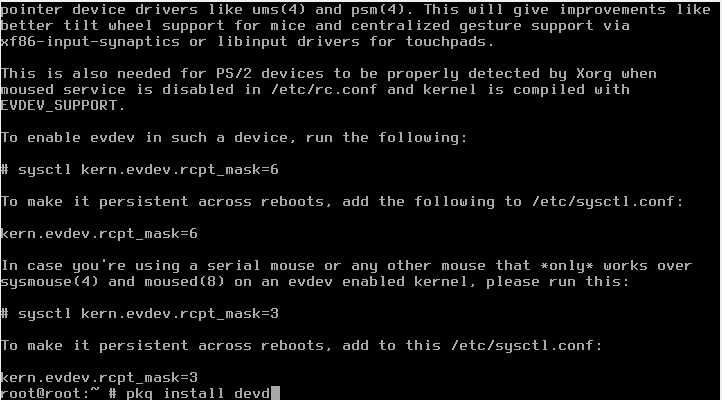 pointer device drivers like ums(4) and psm(4). This will give improvements like
better tilt wheel support for mice and centralized gesture support via
xf86-input-synaptics or libinput drivers for touchpads.
This is also needed for PS/2 devices to be properly detected by Xorg when
moused service is disabled in /etc/rc.conf and kernel is compiled with
EVDEV_SUPPORT.
To enable evdev in such a device, run the following:
# sysctl kern.evdev.rcpt_mask=6
To make it persistent across reboots, add the following to /etc/sysctl.conf:
kern.evdev.rcpt_mask=6
In case you're using a serial mouse or any other mouse that *only* works over
sysmouse(4) and moused(8) on an evdev enabled kernel, please run this:
# sysctl kern.evdev.rcpt_mask=3
To make it persistent across reboots, add to this /etc/sysctl.conf:
kern.evdev.rcpt_mask=3
root@root:~ # pkg install devd